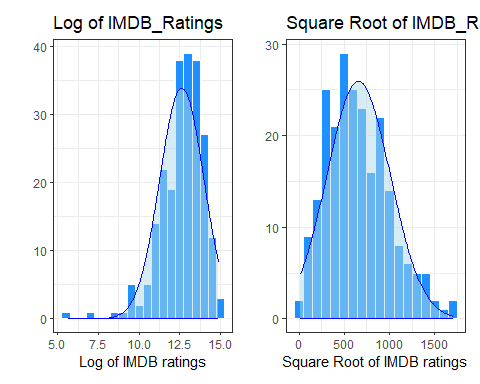 Log of IMDB_Ratings
40
30
20
10
0
5.0 7.5 10.0 12.5 15.0
Log of IMDB ratings
Square Root of IMDB_R
30
20
10
0
0 500 1000 1500
Square Root of IMDB ratings